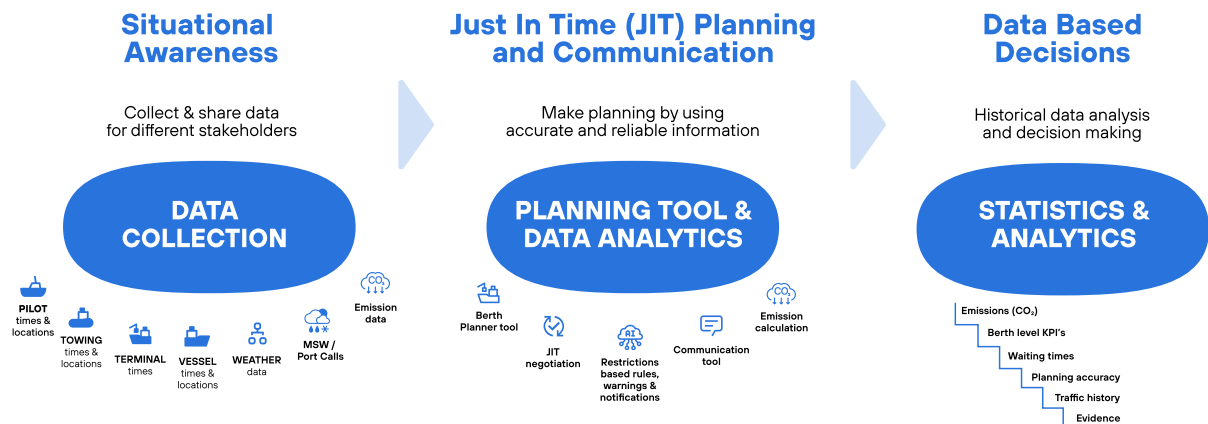 Situational
Awareness
Collect & share data
for different stakeholders
DATA
COLLECTION
PILOT
times &
locations
TOWING
times &
locations
TERMINAL
times
VESSEL
times &
locations
WEATHER
data
MSW /
Port Calls
CO₂
Emission
data
Just In Time (JIT) Planning
and Communication
Make planning by using
accurate and reliable information
PLANNING TOOL &
DATA ANALYTICS
Berth
Planner tool
JIT
negotiation
AI
Restrictions
based rules,
warnings &
notifications
Communication
tool
CO₂
Emission
calculation
Data Based
Decisions
Historical data analysis
and decision making
STATISTICS &
ANALYTICS
Emissions (CO₂)
Berth level KPI's
Waiting times
Planning accuracy
Traffic history
Evidence